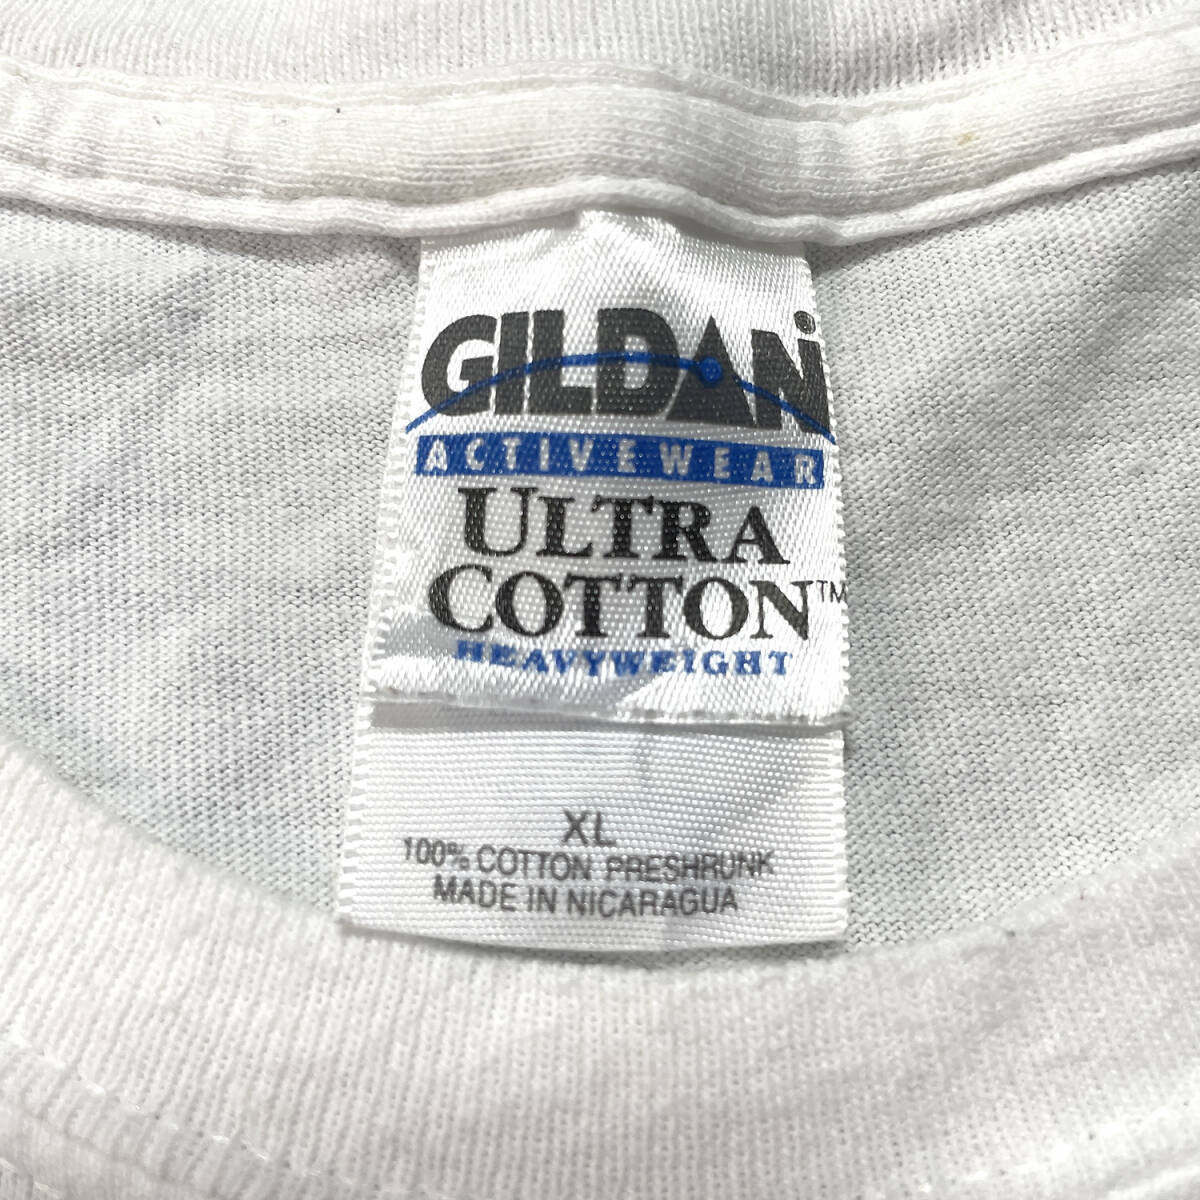 GILDAN®
ACTIVEWEAR
ULTRA
COTTON™
HEAVYWEIGHT
XL
100% COTTON PRESHRUNK
MADE IN NICARAGUA